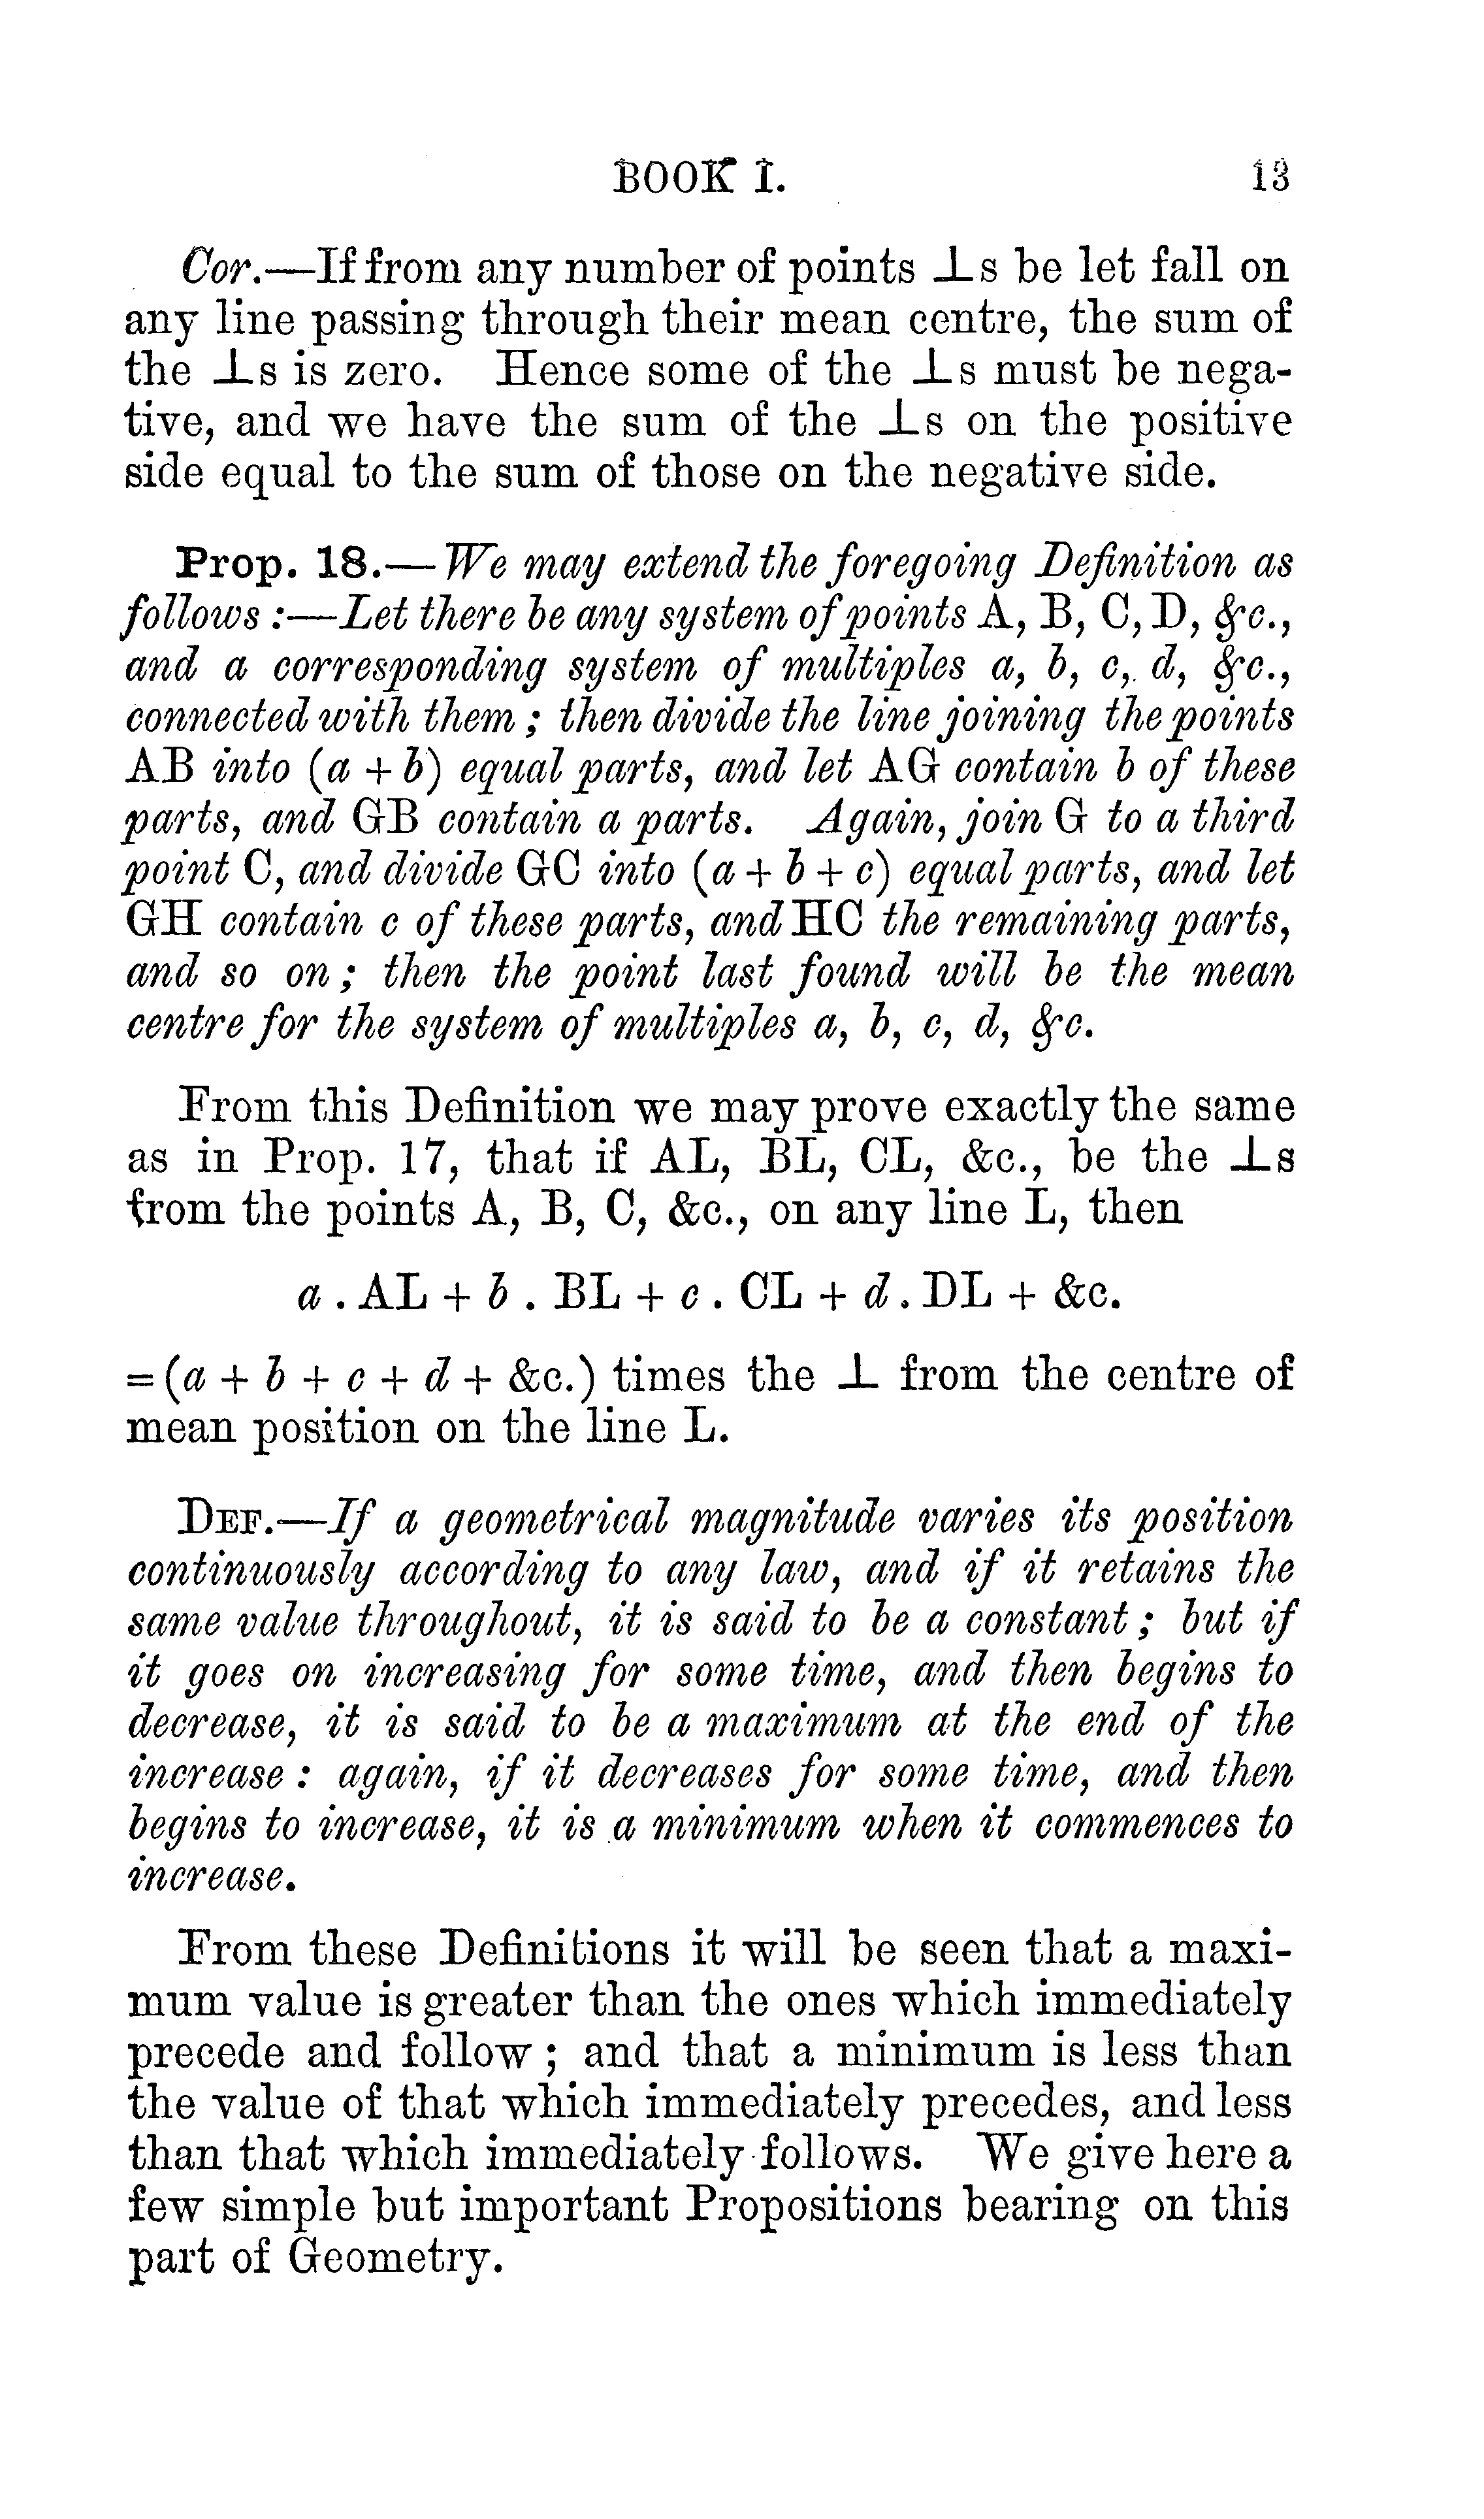 BOOK I. 13
Cor.—If from any number of points ⊥s be let fall on
any line passing through their mean centre, the sum of
the ⊥s is zero. Hence some of the ⊥s must be nega-
tive, and we have the sum of the ⊥s on the positive
side equal to the sum of those on the negative side.
Prop. 18.—We may extend the foregoing Definition as
follows :—Let there be any system of points A, B, C, D, &c.,
and a corresponding system of multiples a, b, c, d, &c.,
connected with them ; then divide the line joining the points
AB into (a + b) equal parts, and let AG contain b of these
parts, and GB contain a parts. Again, join G to a third
point C, and divide GC into (a + b + c) equal parts, and let
GH contain c of these parts, and HC the remaining parts,
and so on ; then the point last found will be the mean
centre for the system of multiples a, b, c, d, &c.
From this Definition we may prove exactly the same
as in Prop. 17, that if AL, BL, CL, &c., be the ⊥s
from the points A, B, C, &c., on any line L, then
a . AL + b . BL + c . CL + d . DL + &c.
= (a + b + c + d + &c.) times the ⊥ from the centre of
mean position on the line L.
DEF.—If a geometrical magnitude varies its position
continuously according to any law, and if it retains the
same value throughout, it is said to be a constant ; but if
it goes on increasing for some time, and then begins to
decrease, it is said to be a maximum at the end of the
increase : again, if it decreases for some time, and then
begins to increase, it is a minimum when it commences to
increase.
From these Definitions it will be seen that a maxi-
mum value is greater than the ones which immediately
precede and follow ; and that a minimum is less than
the value of that which immediately precedes, and less
than that which immediately follows. We give here a
few simple but important Propositions bearing on this
part of Geometry.